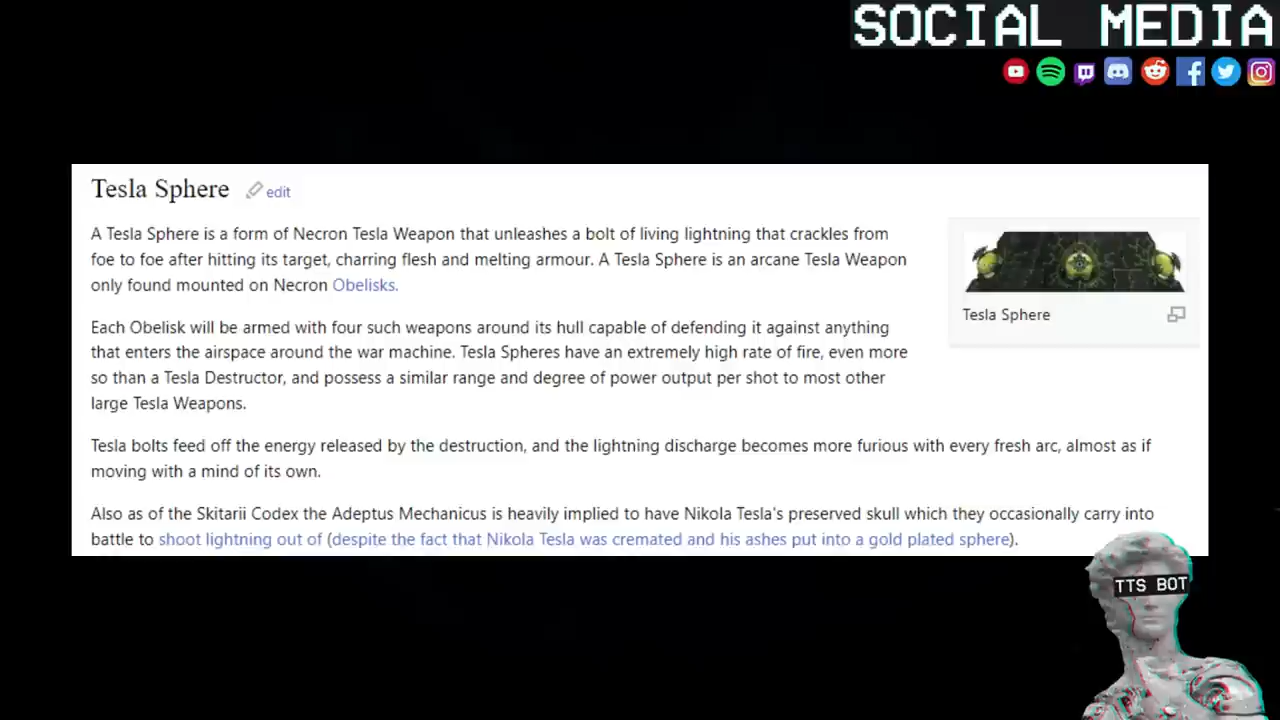 SOCIAL MEDIA
Tesla Sphere edit
A Tesla Sphere is a form of Necron Tesla Weapon that unleashes a bolt of living lightning that crackles from
foe to foe after hitting its target, charring flesh and melting armour. A Tesla Sphere is an arcane Tesla Weapon
only found mounted on Necron Obelisks.
Tesla Sphere
Each Obelisk will be armed with four such weapons around its hull capable of defending it against anything
that enters the airspace around the war machine. Tesla Spheres have an extremely high rate of fire, even more
so than a Tesla Destructor, and possess a similar range and degree of power output per shot to most other
large Tesla Weapons.
Tesla bolts feed off the energy released by the destruction, and the lightning discharge becomes more furious with every fresh arc, almost as if
moving with a mind of its own.
Also as of the Skitarii Codex the Adeptus Mechanicus is heavily implied to have Nikola Tesla's preserved skull which they occasionally carry into
battle to shoot lightning out of (despite the fact that Nikola Tesla was cremated and his ashes put into a gold plated sphere).
TTS BOT